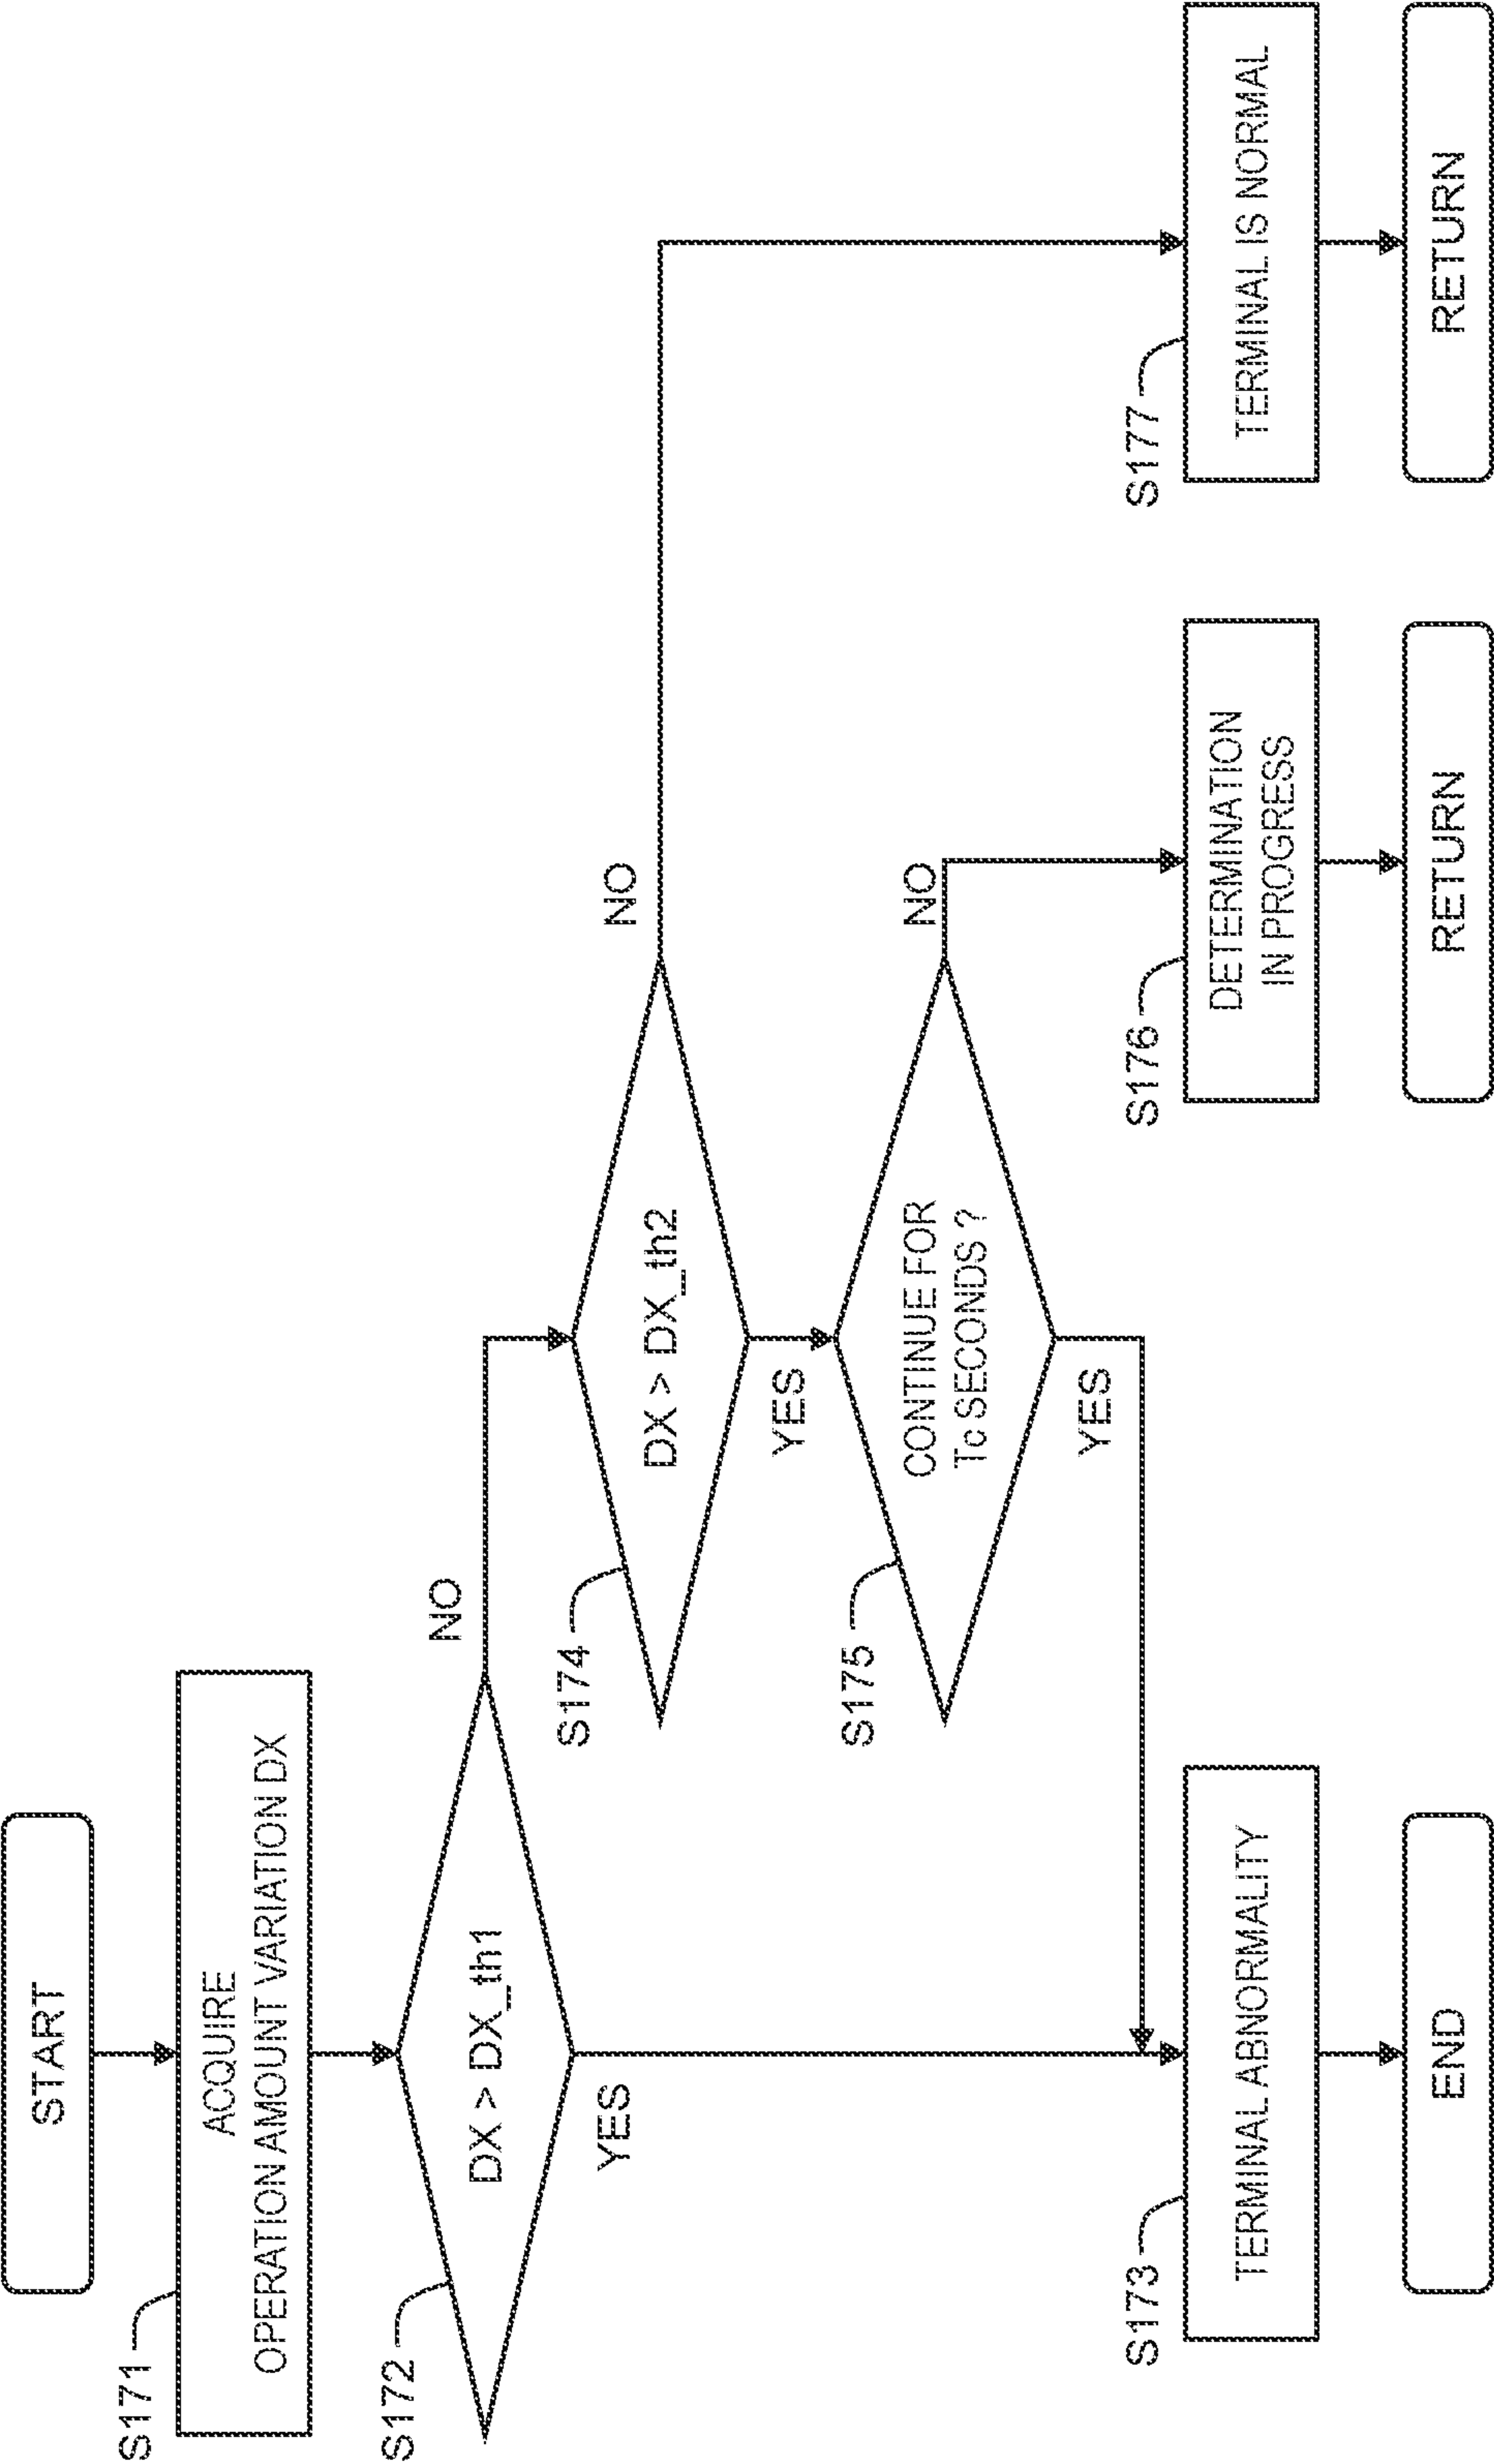 START
S171
ACQUIRE
OPERATION AMOUNT VARIATION DX
S172
DX > DX_th1
NO
YES
S174
DX > DX_th2
NO
YES
S175
CONTINUE FOR
Tc SECONDS ?
NO
YES
S173
TERMINAL ABNORMALITY
S176
DETERMINATION
IN PROGRESS
S177
TERMINAL IS NORMAL
END
RETURN
RETURN